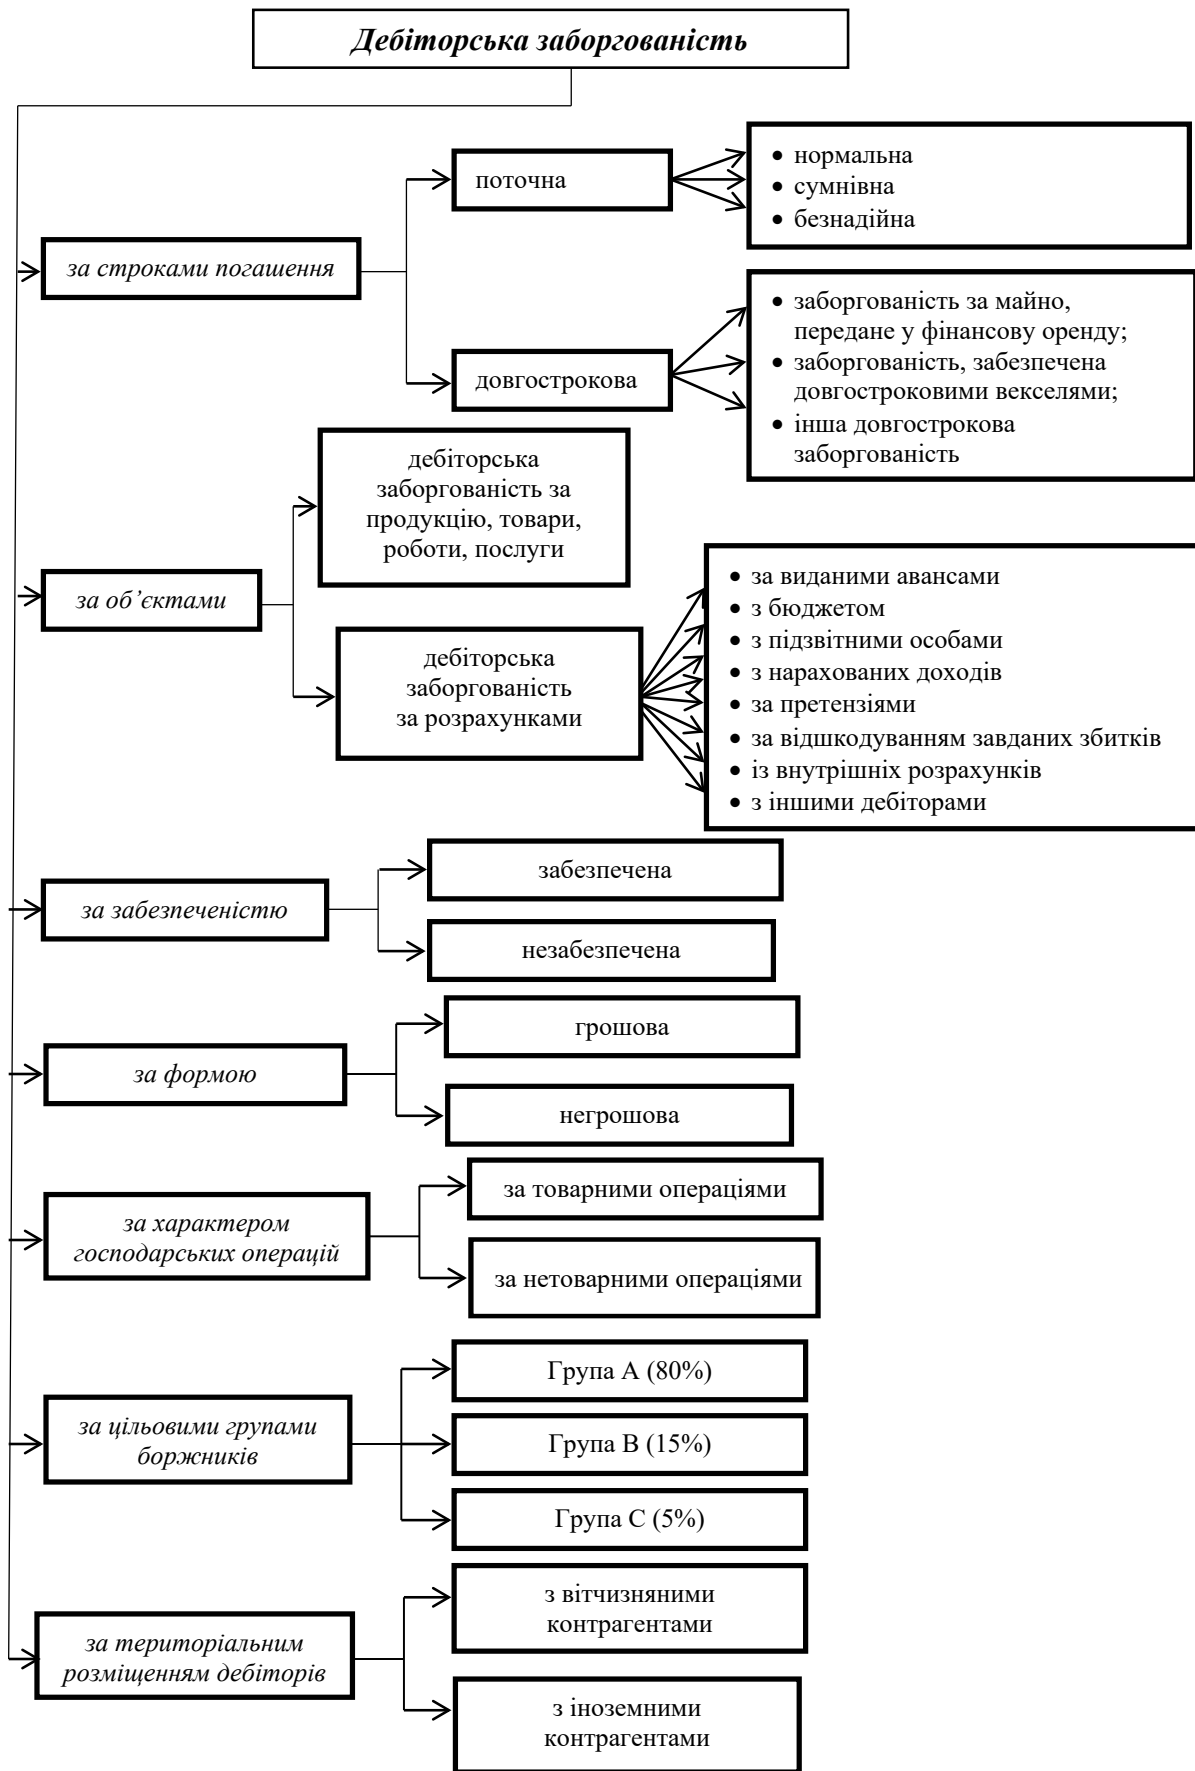 Дебіторська заборгованість
за строками погашення
поточна
• нормальна
• сумнівна
• безнадійна
довгострокова
• заборгованість за майно,
передане у фінансову оренду;
• заборгованість, забезпечена
довгостроковими векселями;
• інша довгострокова
заборгованість
за об’єктами
дебіторська
заборгованість за
продукцію, товари,
роботи, послуги
дебіторська
заборгованість
за розрахунками
• за виданими авансами
• з бюджетом
• з підзвітними особами
• з нарахованих доходів
• за претензіями
• за відшкодуванням завданих збитків
• із внутрішніх розрахунків
• з іншими дебіторами
за забезпеченістю
забезпечена
незабезпечена
за формою
грошова
негрошова
за характером
господарських операцій
за товарними операціями
за нетоварними операціями
за цільовими групами
боржників
Група А (80%)
Група В (15%)
Група С (5%)
за територіальним
розміщенням дебіторів
з вітчизняними
контрагентами
з іноземними
контрагентами